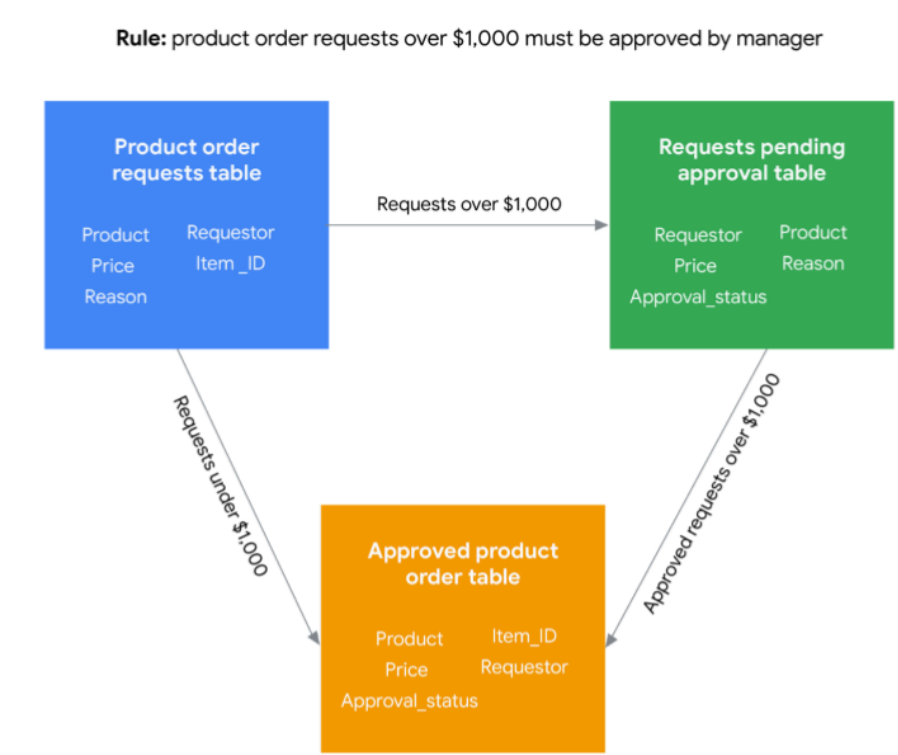 Rule: product order requests over $1,000 must be approved by manager
Product order
requests table
Product
Requestor
Price
Item _ID
Reason
Requests over $1,000
Requests pending
approval table
Requestor
Product
Price
Reason
Approval_status
Requests under $1,000
Approved requests over $1,000
Approved product
order table
Product
Item_ID
Price
Requestor
Approval_status